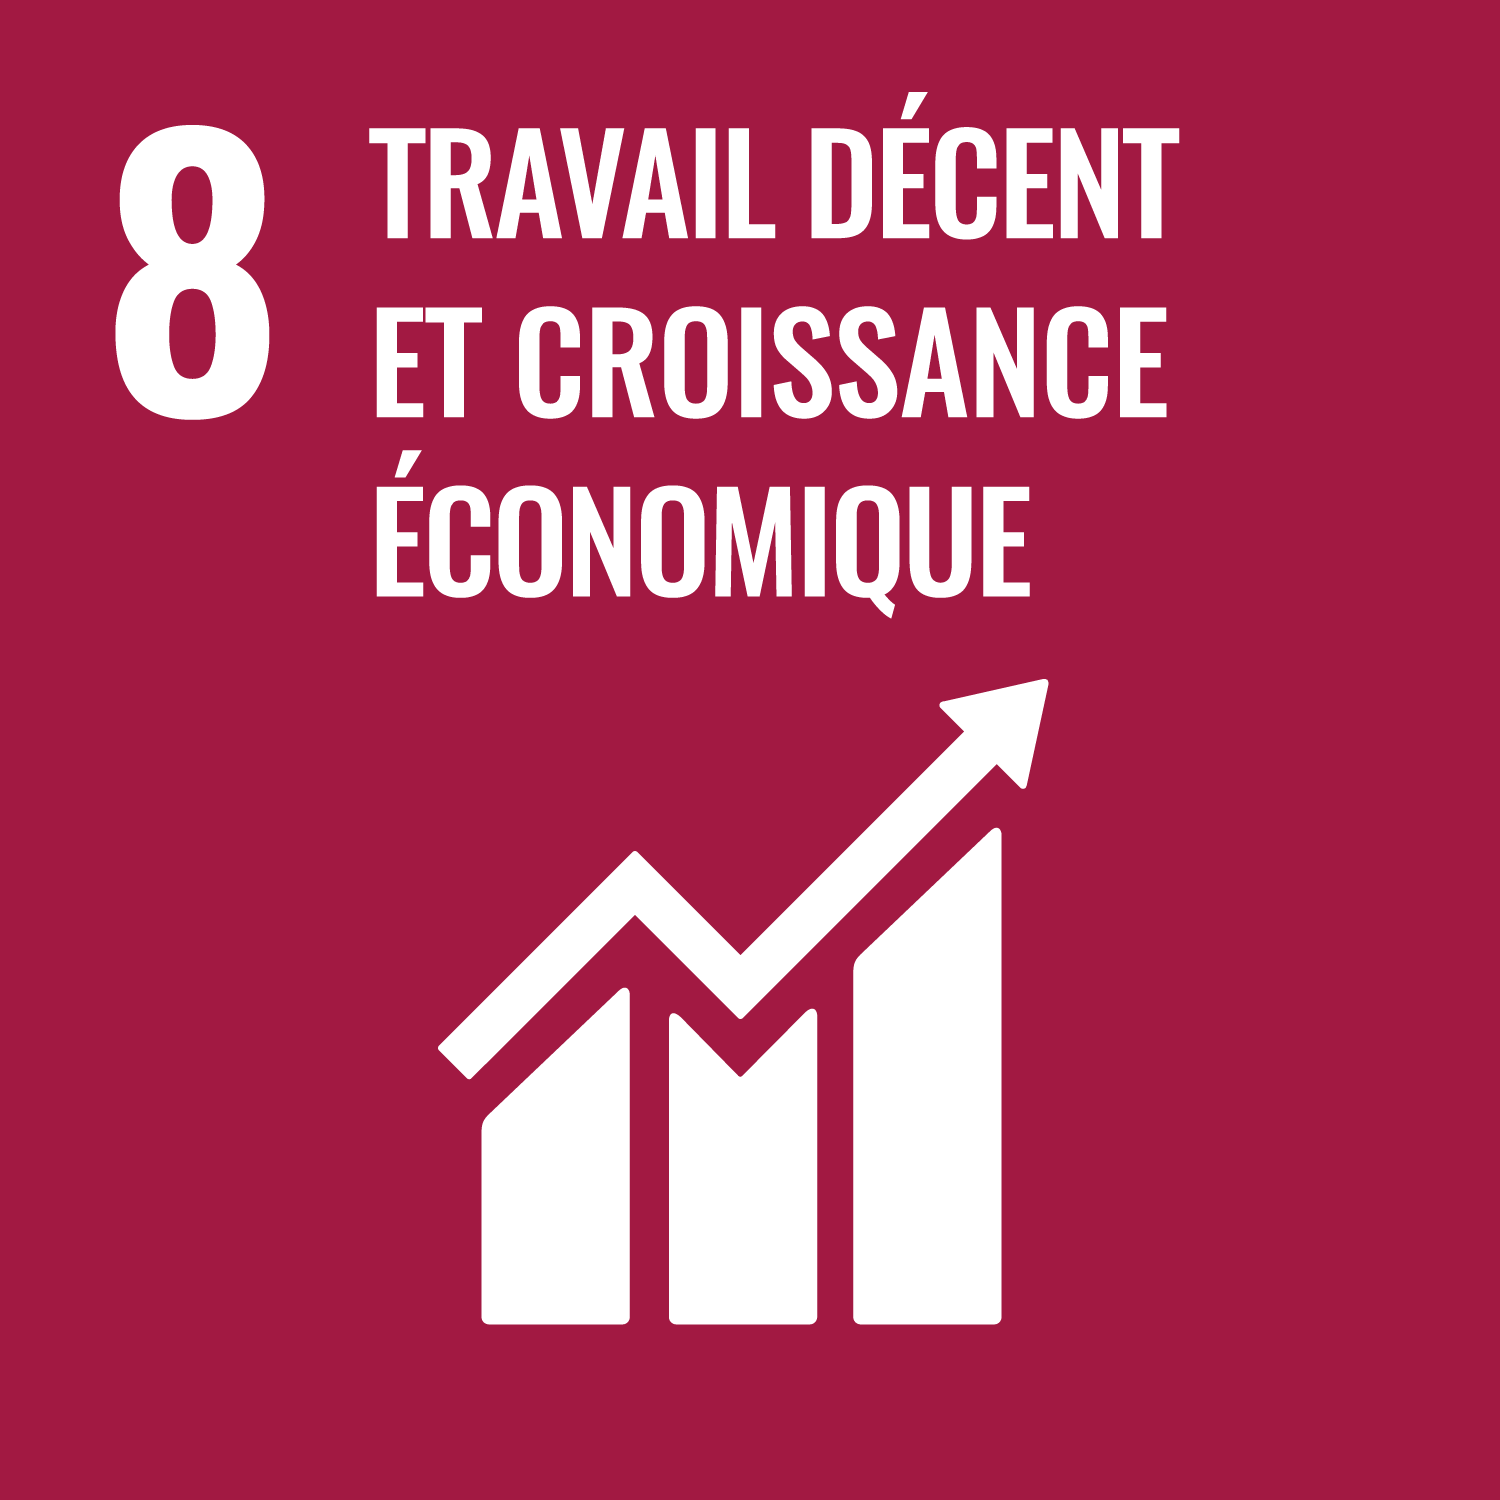 8 TRAVAIL DÉCENT
ET CROISSANCE
ÉCONOMIQUE